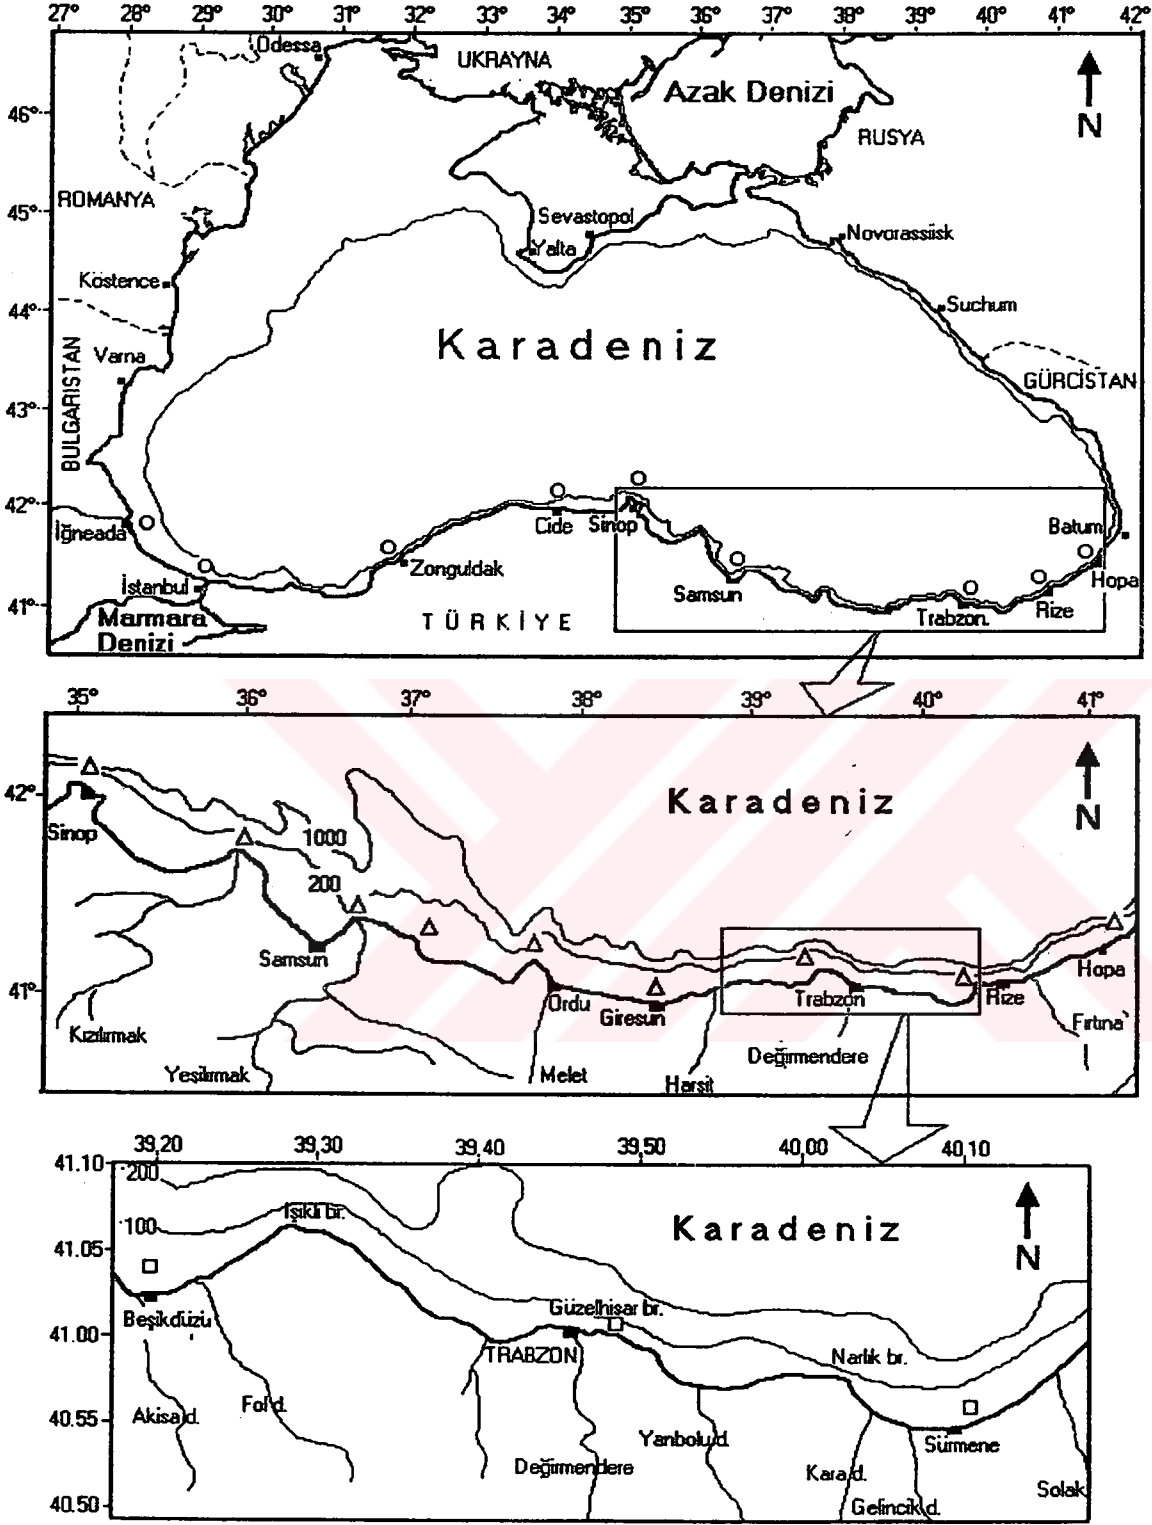 27° 28° 29° 30° 31° 32° 33° 34° 35° 36° 37° 38° 39° 40° 41° 42°
Odessa
UKRAYNA
Azak Denizi
46°
N
RUSYA
ROMANYA
45°
Sevastopol
Novorassiisk
Yalta
Köstence
44°
Suchum
Karadeniz
Varna
BULGARISTAN
GÜRCİSTAN
43°
42°
İğneada
Cide
Sinop
Batum
Zonguldak
İstanbul
Samsun
Hopa
41°
Marmara
Denizi
TÜRKİYE
Trabzon.
Rize
35° 36° 37° 38° 39° 40° 41°
42°
Karadeniz
N
Sinop
1000
200
Samsun
Hopa
41°
Ordu
Giresun
Trabzon
Rize
Kızılırmak
Fırtına
Değirmendere
Yeşilırmak
Melet
Harsit
39.20 39.30 39.40 39.50 40.00 40.10
41.10
200
Işıklı br.
100
Karadeniz
N
41.05
Beşikdüzü
Güzelhisar br.
41.00
TRABZON
Narlık br.
Akisa d.
Fol d.
40.55
Yanbolu d.
Sürmene
Değirmendere
Kara d.
Solak
40.50
Gelincik d.